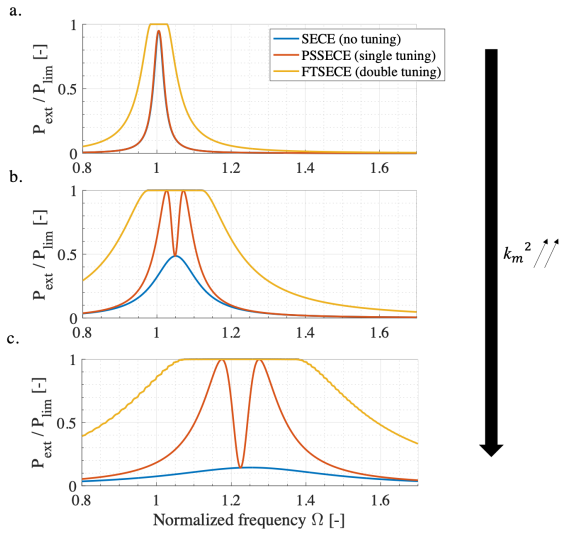 a.
P_ext / P_lim [-]
1
0.5
0
SECE (no tuning)
PSSECE (single tuning)
FTSECE (double tuning)
0.8 1 1.2 1.4 1.6
b.
P_ext / P_lim [-]
1
0.5
0
0.8 1 1.2 1.4 1.6
k_m²
c.
P_ext / P_lim [-]
1
0.5
0
0.8 1 1.2 1.4 1.6
Normalized frequency Ω [-]